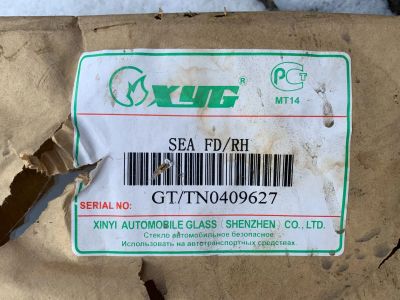 XYG®
РСТ
MT14
SEA FD/RH
GT/TN0409627
SERIAL NO:
XINYI AUTOMOBILE GLASS (SHENZHEN) CO., LTD.
Стекло автомобильное безопасное.
Использовать на автотранспортных средствах.